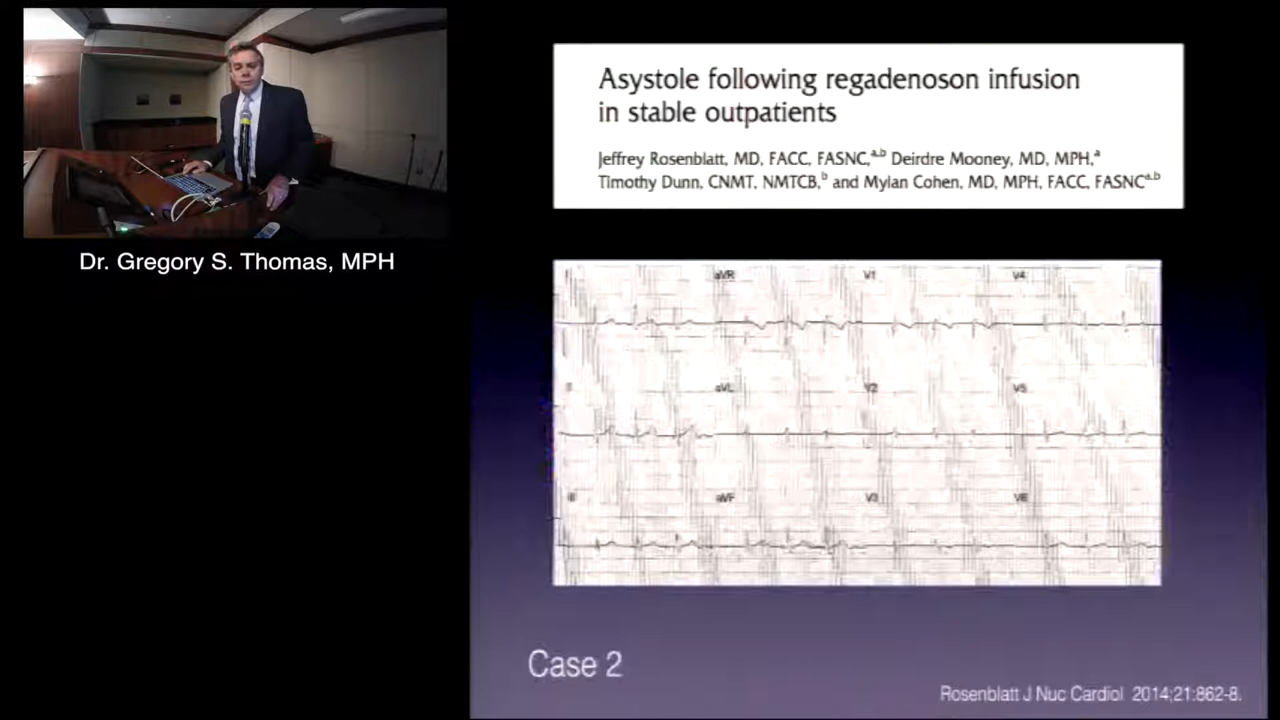 Asystole following regadenoson infusion
in stable outpatients
Jeffrey Rosenblatt, MD, FACC, FASNC,a,b Deirdre Mooney, MD, MPH,a
Timothy Dunn, CNMT, NMTCB,b and Mylan Cohen, MD, MPH, FACC, FASNCa,b
Dr. Gregory S. Thomas, MPH
I aVR V1 V4
II aVL V2 V5
III aVF V3 V6
Case 2
Rosenblatt J Nuc Cardiol 2014;21:862-8.